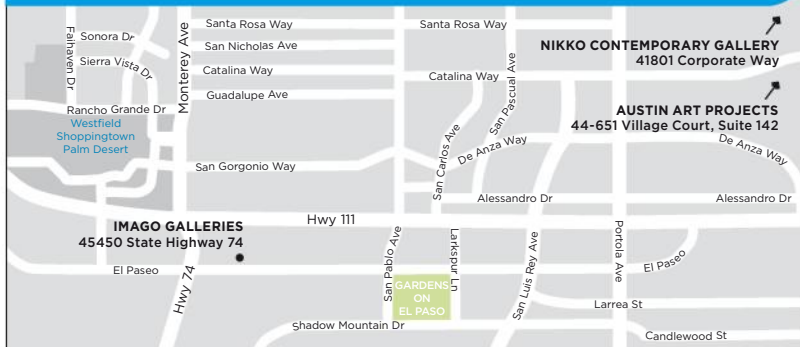 Santa Rosa Way
Santa Rosa Way
Sonora Dr
San Nicholas Ave
NIKKO CONTEMPORARY GALLERY
41801 Corporate Way
Falhaven Dr
Sierra Vista Dr
Monterey Ave
Catalina Way
Catalina Way
San Pascual Ave
Guadalupe Ave
Rancho Grande Dr
AUSTIN ART PROJECTS
44-651 Village Court, Suite 142
Westfield
Shoppingtown
Palm Desert
San Carlos Ave
De Anza Way
De Anza Way
San Gorgonio Way
Alessandro Dr
Alessandro Dr
Hwy 111
IMAGO GALLERIES
45450 State Highway 74
San Pablo Ave
Larkspur Ln
San Luis Rey Ave
Portola Ave
El Paseo
El Paseo
Hwy 74
GARDENS
ON
EL PASO
Larrea St
Shadow Mountain Dr
Candlewood St